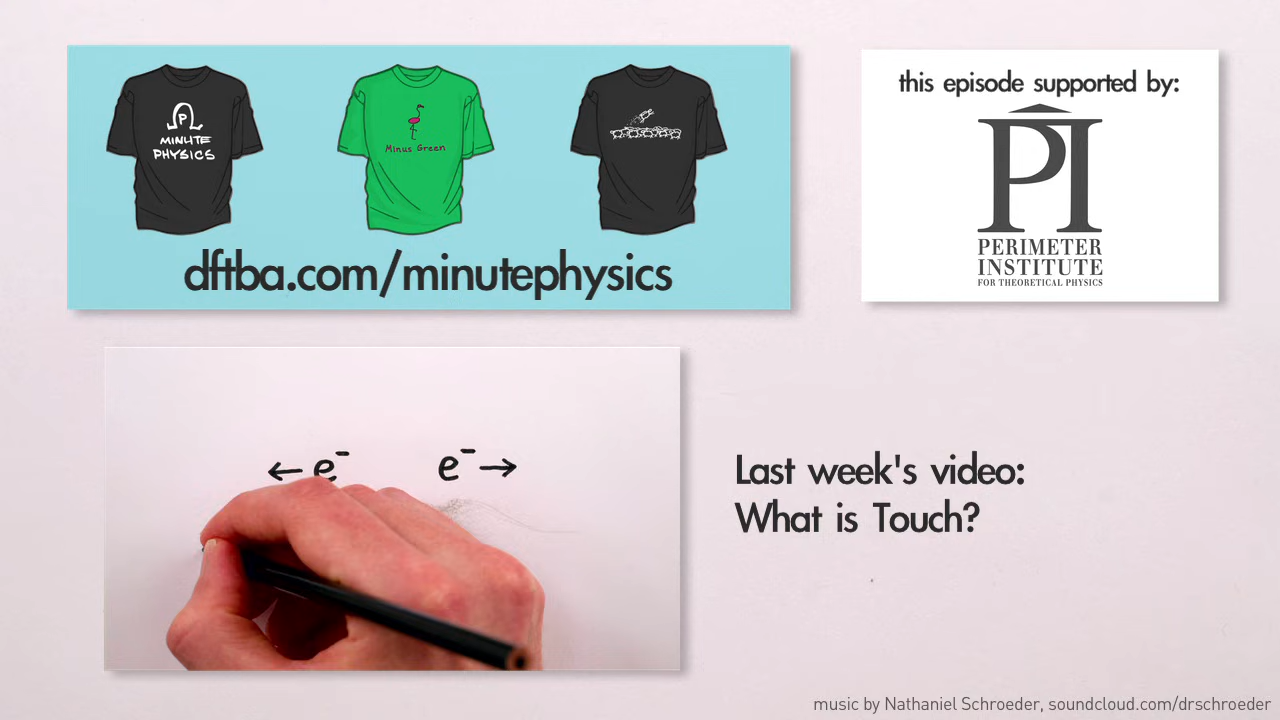 P
MINUTE
PHYSICS
Minus Green
dftba.com/minutephysics
this episode supported by:
PI
PERIMETER
INSTITUTE
FOR THEORETICAL PHYSICS
← e⁻ e⁻ →
Last week's video:
What is Touch?
music by Nathaniel Schroeder, soundcloud.com/drschroeder